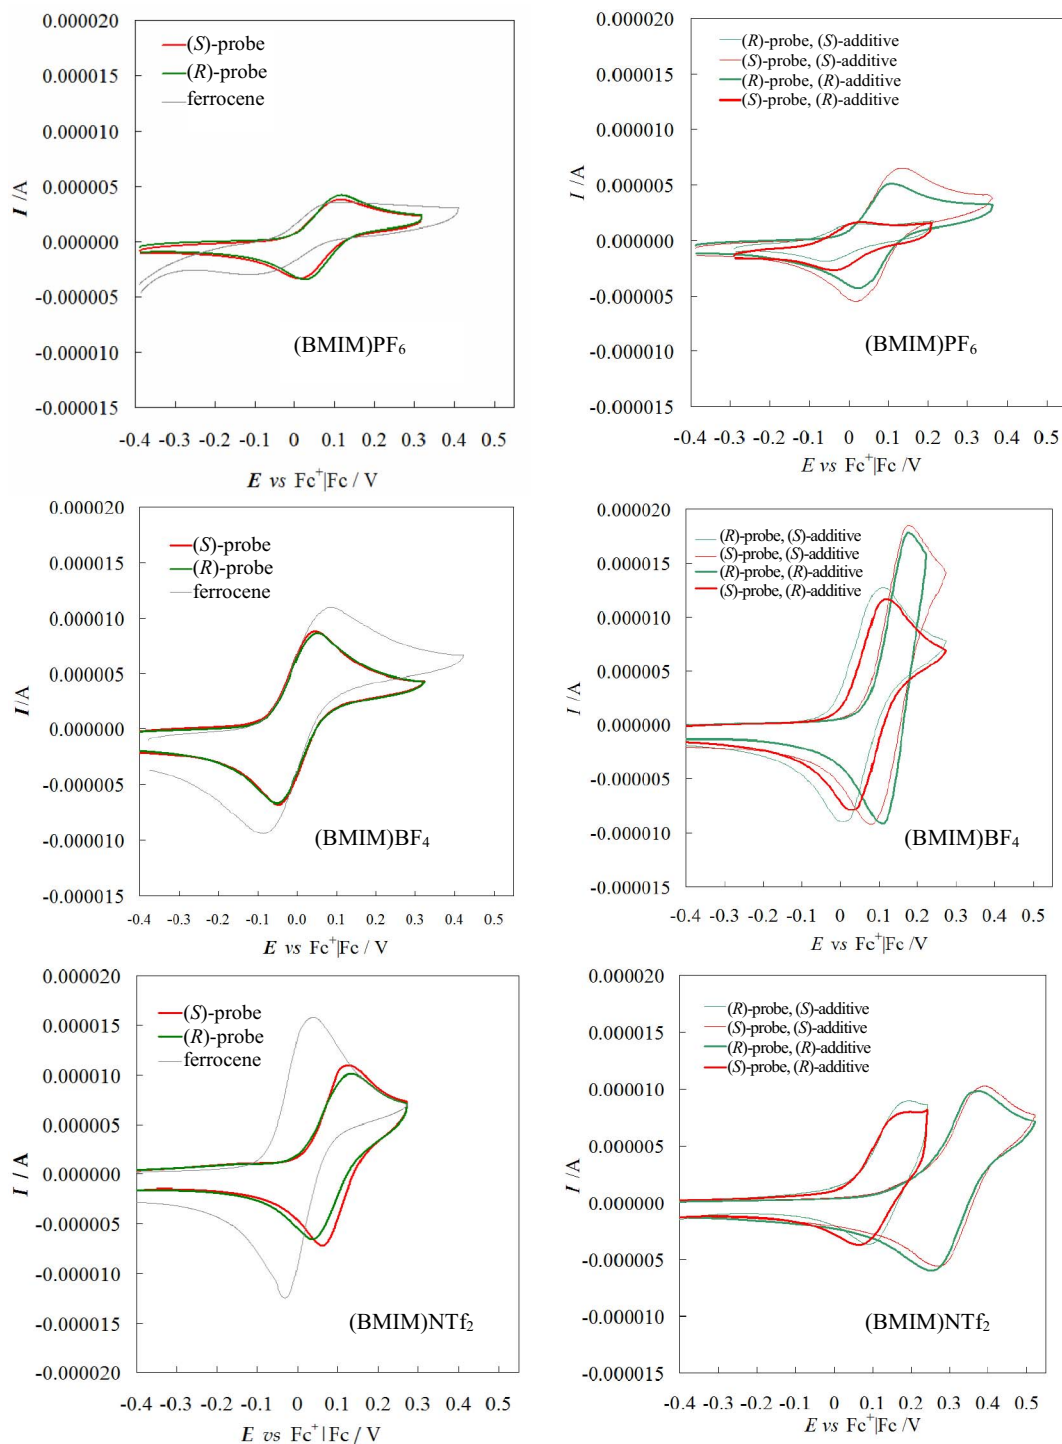 0.000020
0.000015
0.000010
0.000005
0.000000
-0.000005
-0.000010
-0.000015
I /A
(S)-probe
(R)-probe
ferrocene
(BMIM)PF₆
-0.4 -0.3 -0.2 -0.1 0 0.1 0.2 0.3 0.4 0.5
E vs Fc⁺|Fc / V
0.000020
0.000015
0.000010
0.000005
0.000000
-0.000005
-0.000010
-0.000015
I /A
(R)-probe, (S)-additive
(S)-probe, (S)-additive
(R)-probe, (R)-additive
(S)-probe, (R)-additive
(BMIM)PF₆
-0.4 -0.3 -0.2 -0.1 0 0.1 0.2 0.3 0.4 0.5
E vs Fc⁺|Fc /V
0.000020
0.000015
0.000010
0.000005
0.000000
-0.000005
-0.000010
-0.000015
I /A
(S)-probe
(R)-probe
ferrocene
(BMIM)BF₄
-0.4 -0.3 -0.2 -0.1 0.0 0.1 0.2 0.3 0.4 0.5
E vs Fc⁺|Fc / V
0.000020
0.000015
0.000010
0.000005
0.000000
-0.000005
-0.000010
-0.000015
I /A
(R)-probe, (S)-additive
(S)-probe, (S)-additive
(R)-probe, (R)-additive
(S)-probe, (R)-additive
(BMIM)BF₄
-0.4 -0.3 -0.2 -0.1 0 0.1 0.2 0.3 0.4 0.5
E vs Fc⁺|Fc /V
0.000020
0.000015
0.000010
0.000005
0.000000
-0.000005
-0.000010
-0.000015
-0.000020
I / A
(S)-probe
(R)-probe
ferrocene
(BMIM)NTf₂
-0.4 -0.3 -0.2 -0.1 0 0.1 0.2 0.3 0.4 0.5
E vs Fc⁺|Fc / V
0.000020
0.000015
0.000010
0.000005
0.000000
-0.000005
-0.000010
-0.000015
I /A
(R)-probe, (S)-additive
(S)-probe, (S)-additive
(R)-probe, (R)-additive
(S)-probe, (R)-additive
(BMIM)NTf₂
-0.4 -0.3 -0.2 -0.1 0 0.1 0.2 0.3 0.4 0.5
E vs Fc⁺|Fc /V